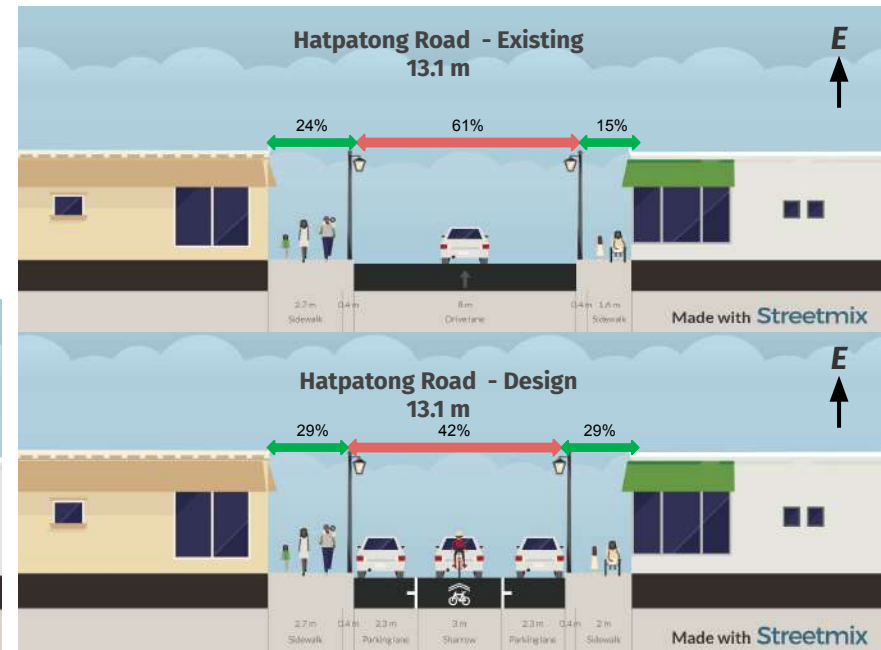 Hatpatong Road - Existing
13.1 m
E
24% 61% 15%
2.7 m 0.4 m 8 m 0.4 m 1.6 m
Sidewalk Drive lane Sidewalk
Made with Streetmix
Hatpatong Road - Design
13.1 m
E
29% 42% 29%
2.7 m 0.4 m 2.3 m 3 m 2.3 m 0.4 m 2 m
Sidewalk Parking lane Sharrow Parking lane Sidewalk
Made with Streetmix